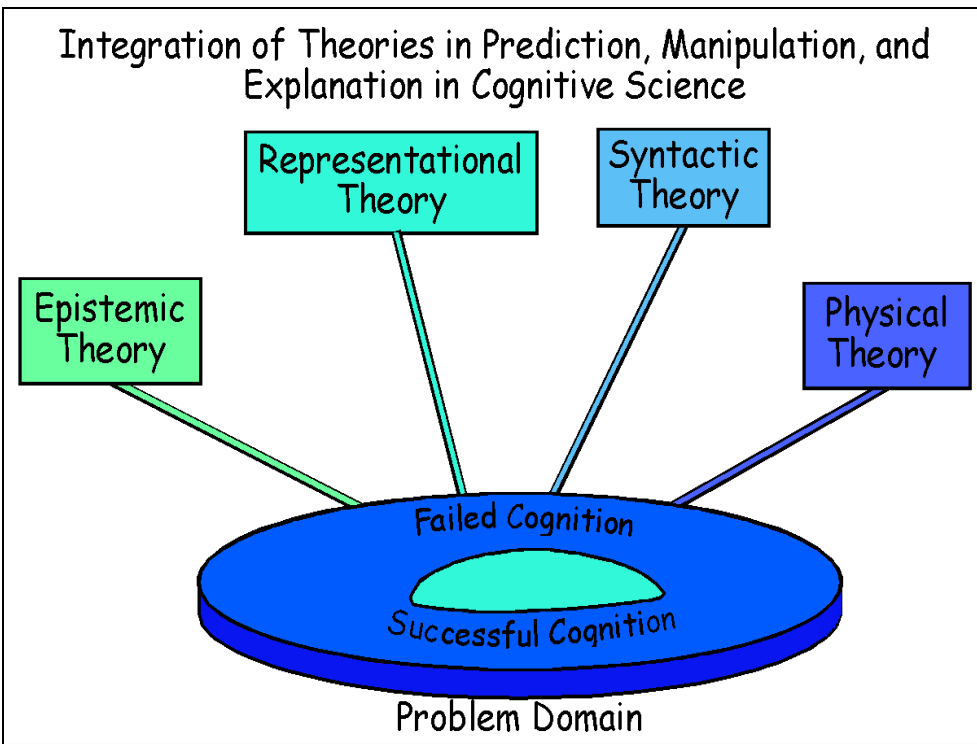 Integration of Theories in Prediction, Manipulation, and
Explanation in Cognitive Science
Representational
Theory
Syntactic
Theory
Epistemic
Theory
Physical
Theory
Failed Cognition
Successful Cognition
Problem Domain